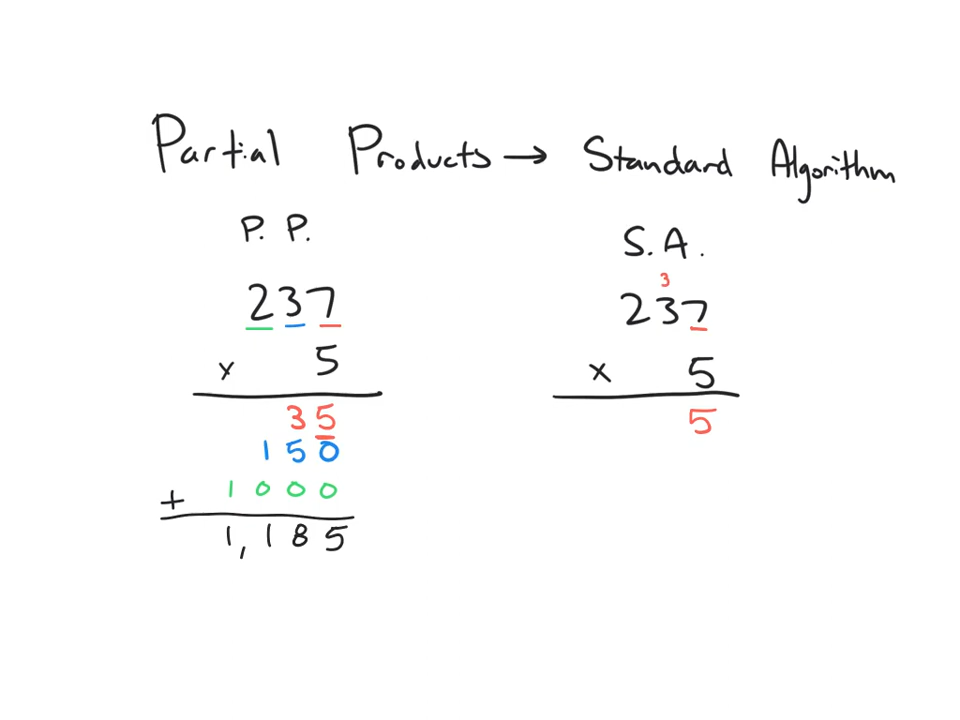 Partial Products → Standard Algorithm
P. P.
237
x 5
35
150
+ 1000
1,185
S.A.
3
237
x 5
5